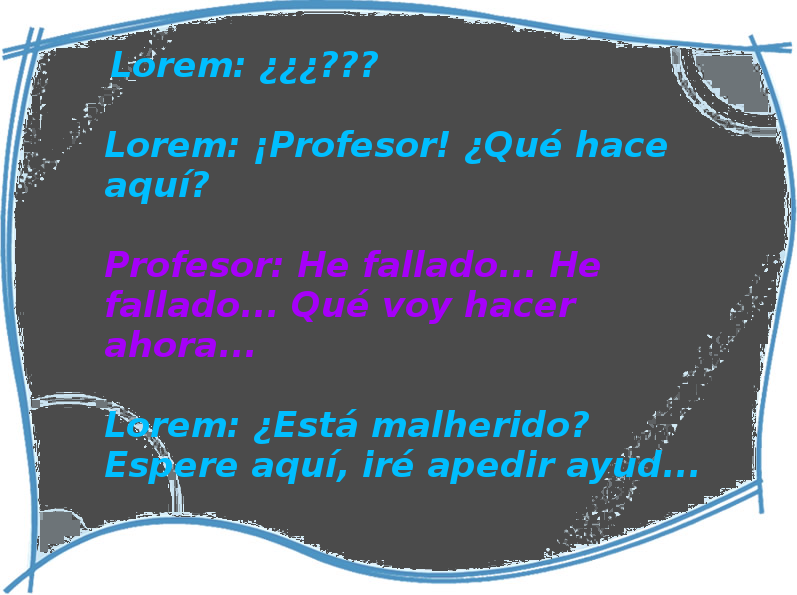 Lorem: ¿¿¿???
Lorem: ¡Profesor! ¿Qué hace
aquí?
Profesor: He fallado... He
fallado... Qué voy hacer
ahora...
Lorem: ¿Está malherido?
Espere aquí, iré apedir ayud...